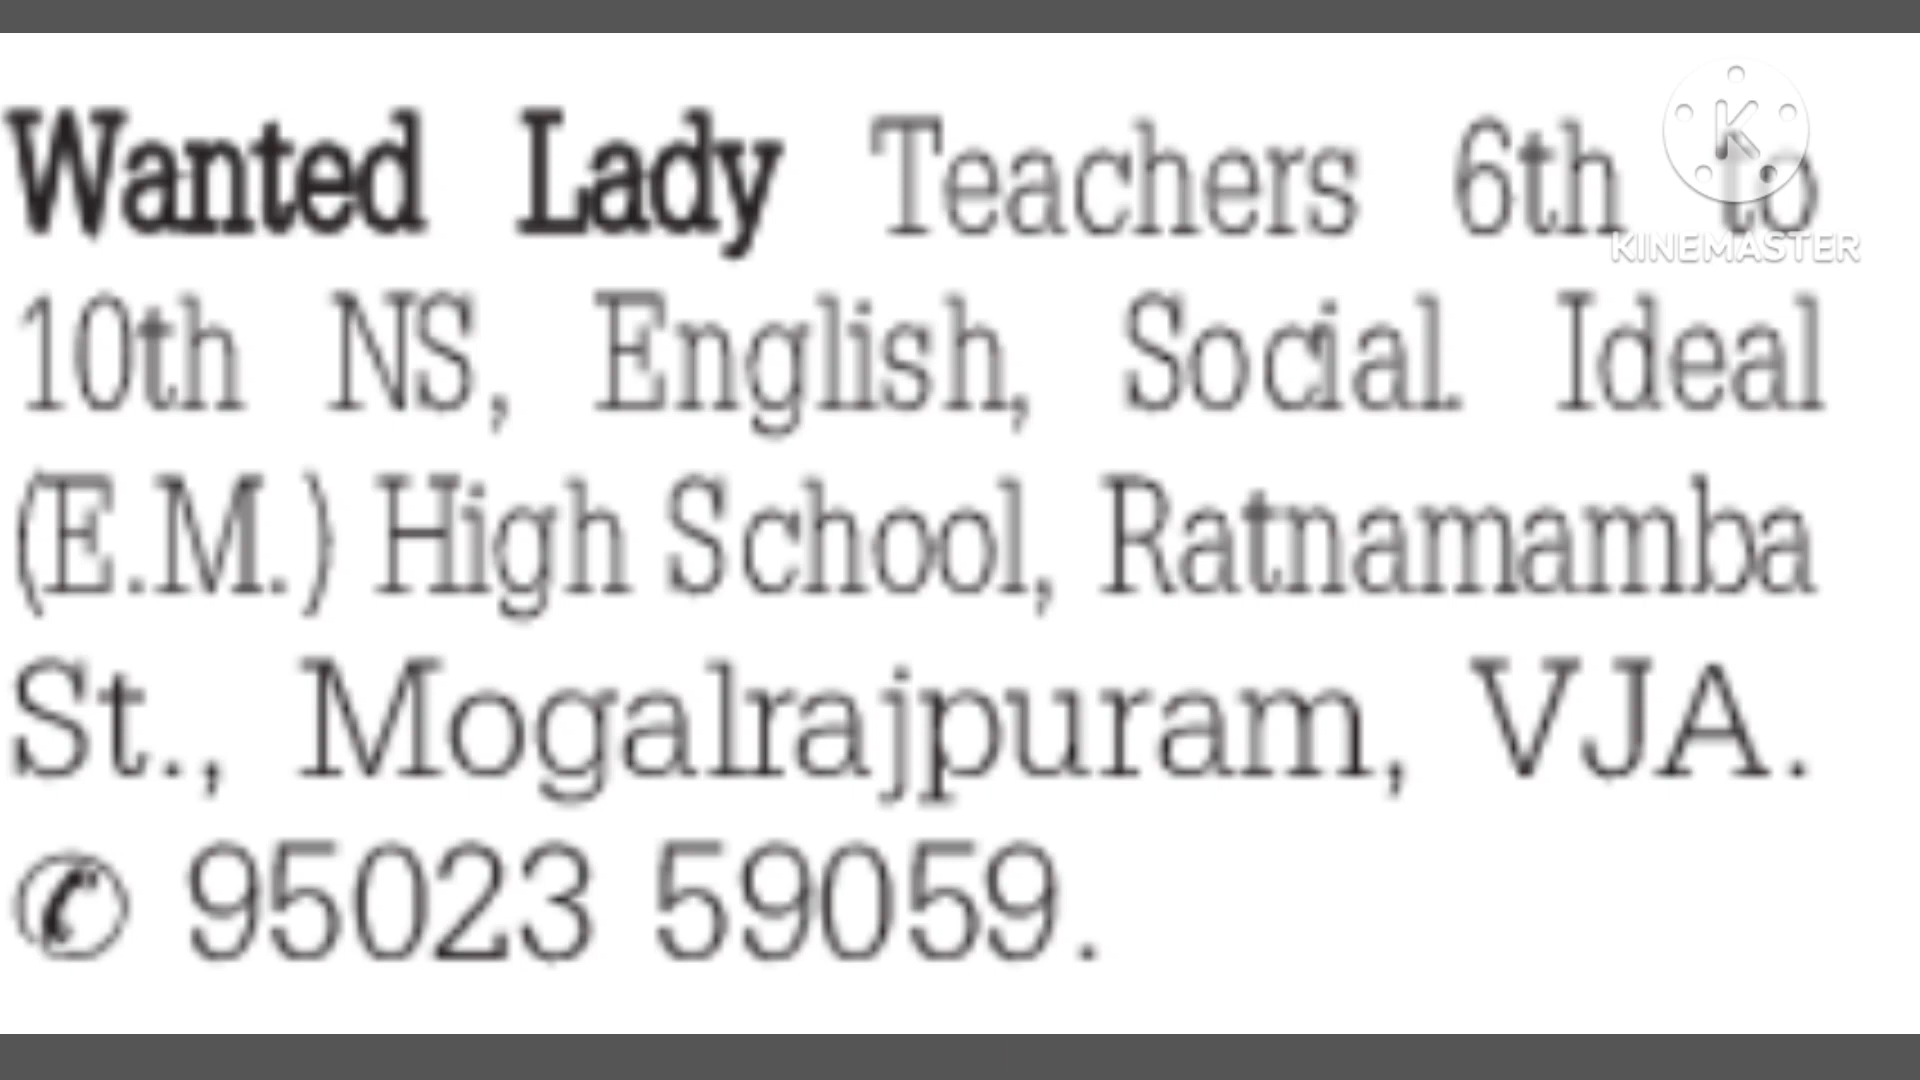 Wanted Lady Teachers 6th to
10th NS, English, Social. Ideal
(E.M.) High School, Ratnamamba
St., Mogalrajpuram, VJA.
✆ 95023 59059.
K
KINEMASTER